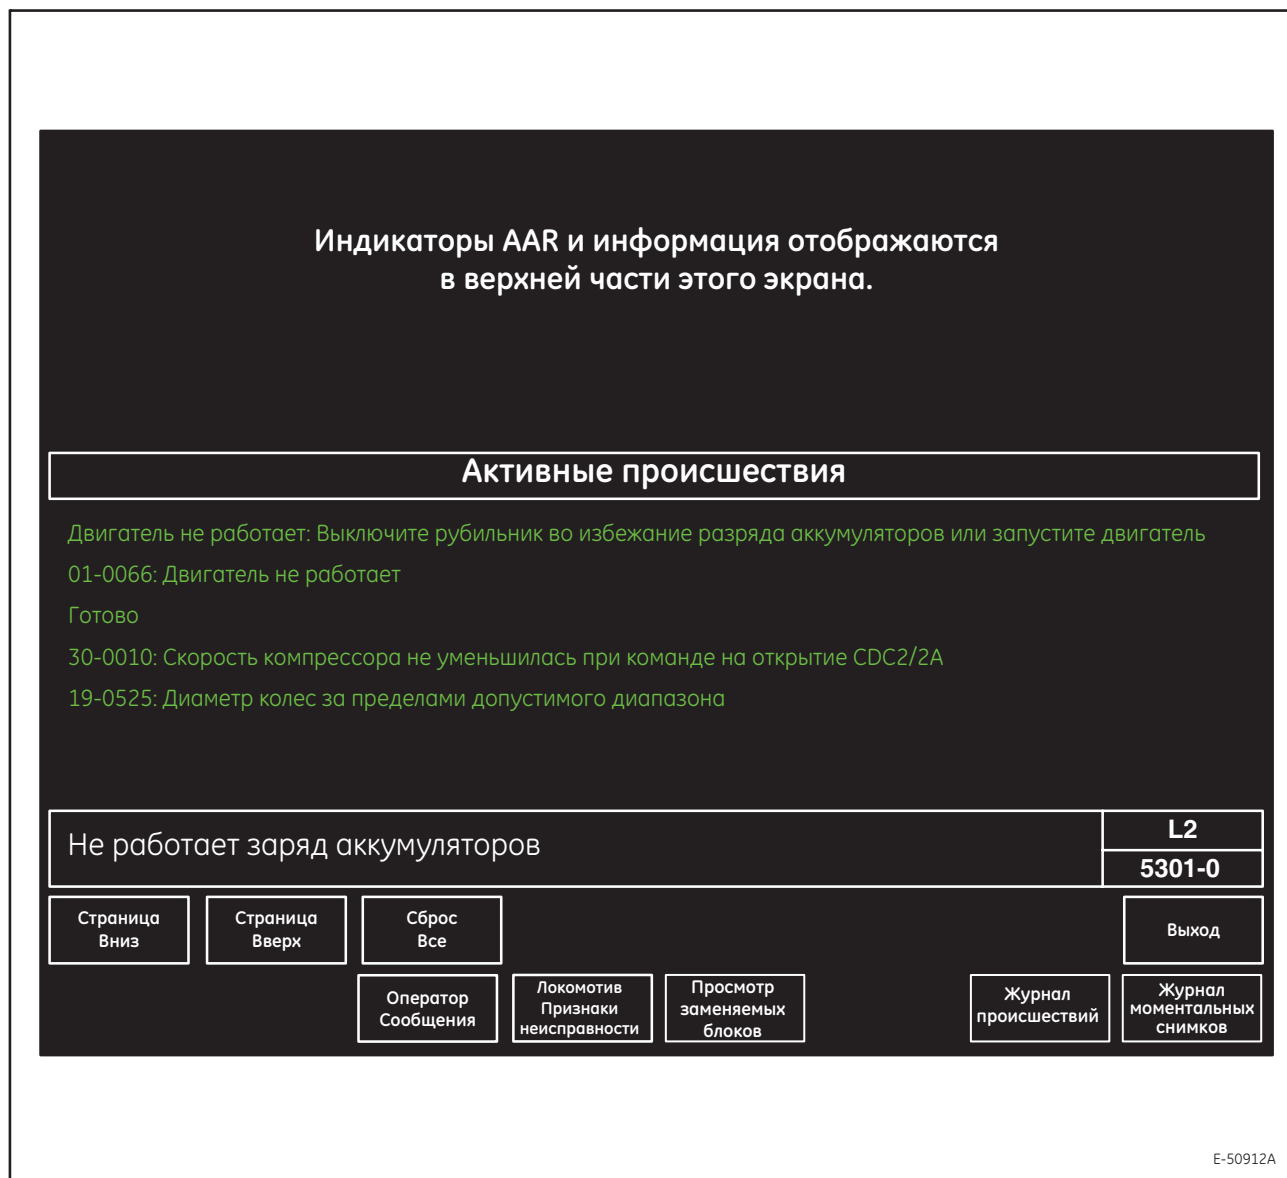 Индикаторы AAR и информация отображаются
в верхней части этого экрана.
Активные происшествия
Двигатель не работает: Выключите рубильник во избежание разряда аккумуляторов или запустите двигатель
01-0066: Двигатель не работает
Готово
30-0010: Скорость компрессора не уменьшилась при команде на открытие CDC2/2A
19-0525: Диаметр колес за пределами допустимого диапазона
Не работает заряд аккумуляторов
L2
5301-0
Страница
Вниз
Страница
Вверх
Сброс
Все
Выход
Оператор
Сообщения
Локомотив
Признаки
неисправности
Просмотр
заменяемых
блоков
Журнал
происшествий
Журнал
моментальных
снимков
E-50912A